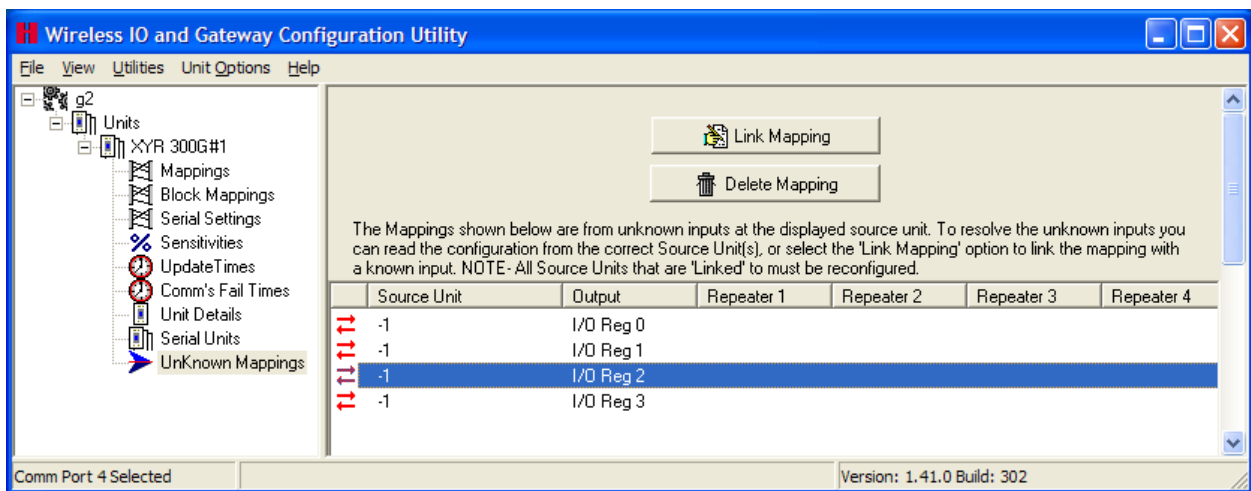 Wireless IO and Gateway Configuration Utility
File View Utilities Unit Options Help
g2
Units
XYR 300G#1
Mappings
Block Mappings
Serial Settings
Sensitivities
UpdateTimes
Comm's Fail Times
Unit Details
Serial Units
UnKnown Mappings
Link Mapping
Delete Mapping
The Mappings shown below are from unknown inputs at the displayed source unit. To resolve the unknown inputs you
can read the configuration from the correct Source Unit(s), or select the 'Link Mapping' option to link the mapping with
a known input. NOTE- All Source Units that are 'Linked' to must be reconfigured.
Source Unit Output Repeater 1 Repeater 2 Repeater 3 Repeater 4
-1 I/O Reg 0
-1 I/O Reg 1
-1 I/O Reg 2
-1 I/O Reg 3
Comm Port 4 Selected Version: 1.41.0 Build: 302